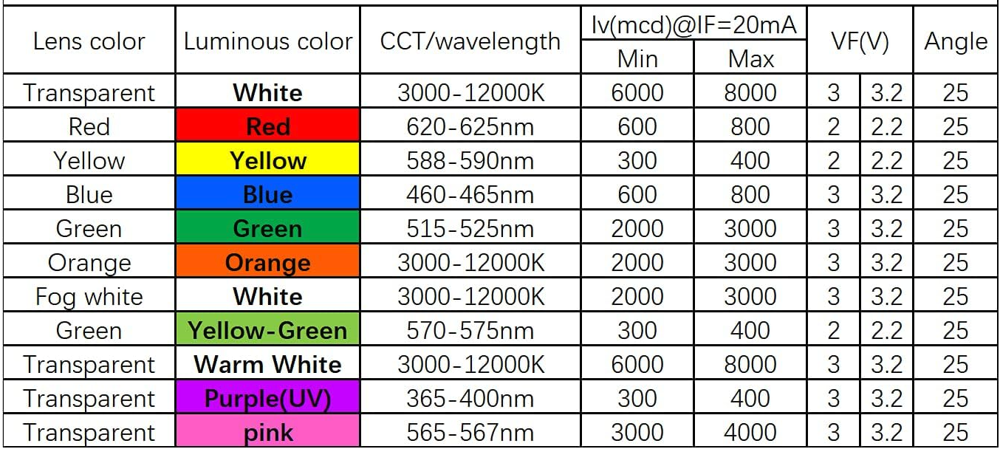 Lens color Luminous color CCT/wavelength Iv(mcd)@IF=20mA VF(V) Angle
Min Max
Transparent White 3000-12000K 6000 8000 3 3.2 25
Red Red 620-625nm 600 800 2 2.2 25
Yellow Yellow 588-590nm 300 400 2 2.2 25
Blue Blue 460-465nm 600 800 3 3.2 25
Green Green 515-525nm 2000 3000 3 3.2 25
Orange Orange 3000-12000K 2000 3000 3 3.2 25
Fog white White 3000-12000K 2000 3000 3 3.2 25
Green Yellow-Green 570-575nm 300 400 2 2.2 25
Transparent Warm White 3000-12000K 6000 8000 3 3.2 25
Transparent Purple(UV) 365-400nm 300 400 3 3.2 25
Transparent pink 565-567nm 3000 4000 3 3.2 25